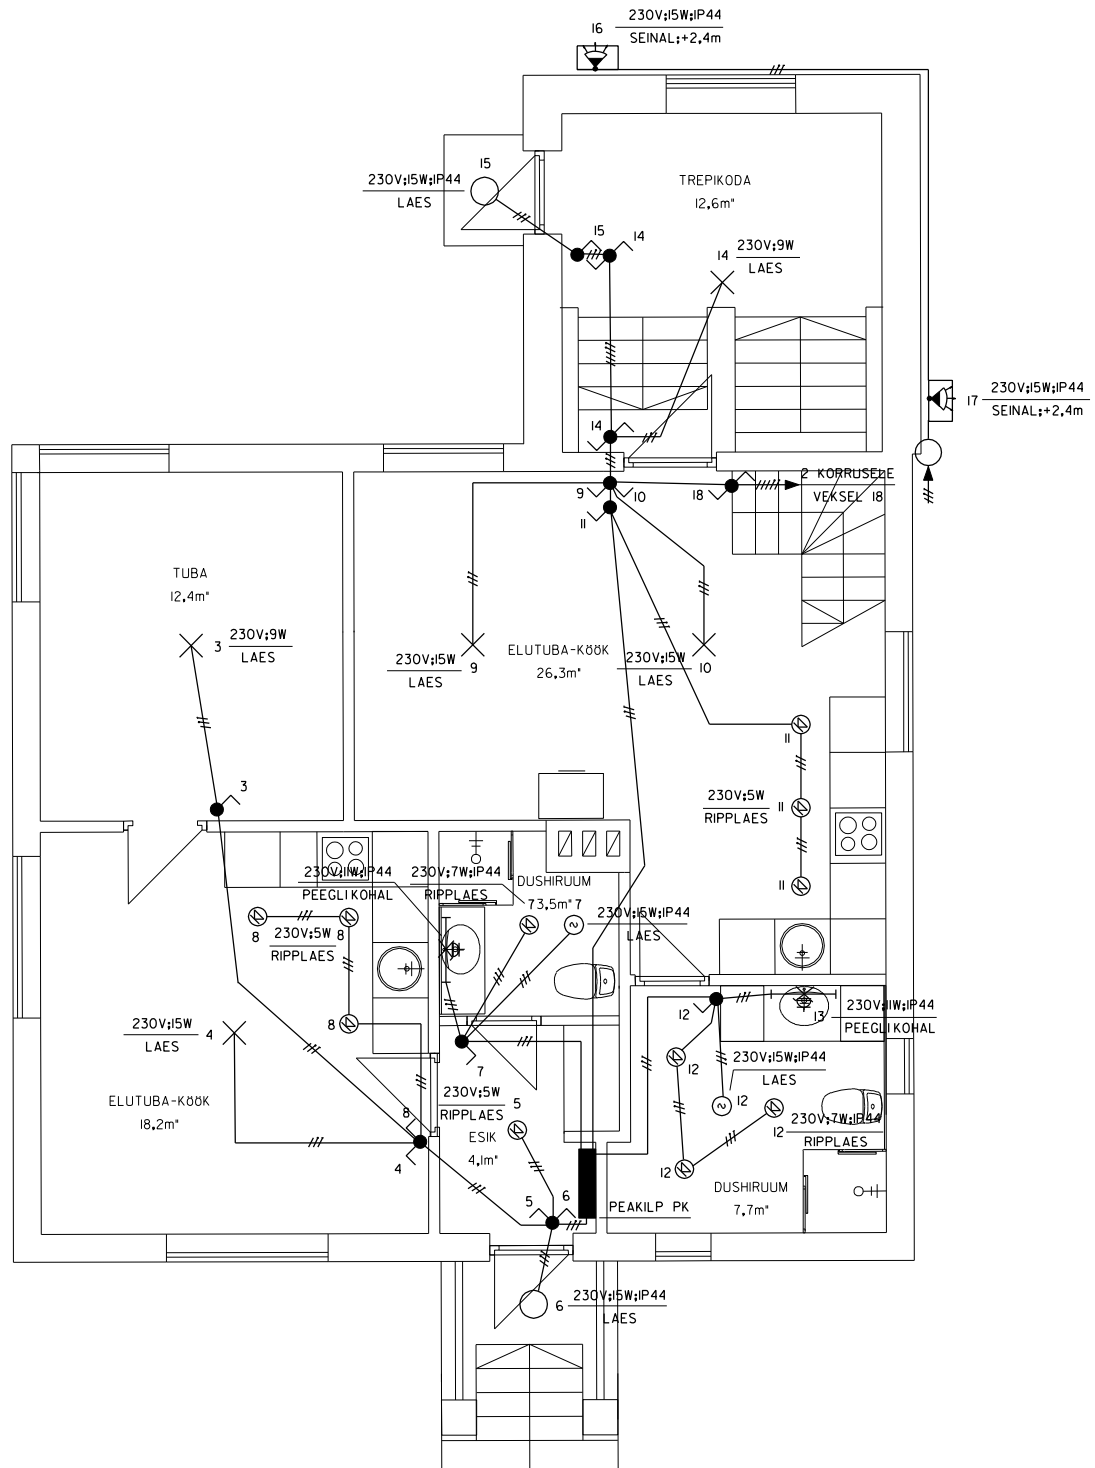 16
230V;15W;IP44
SEINAL;+2,4m
15
230V;15W;IP44
LAES
TREPIKODA
12,6m²
15
14
14
230V;9W
LAES
17
230V;15W;IP44
SEINAL;+2,4m
14
9
10
11
18
2 KORRUSELE
VEKSEL 18
TUBA
12,4m²
3
230V;9W
LAES
3
ELUTUBA-KÖÖK
26,3m²
230V;15W
LAES
9
230V;15W
LAES
10
11
230V;5W
RIPPLAES
11
11
230V;11W;IP44
PEEGLIKOHAL
230V;7W;IP44
RIPPLAES
DUSHIRUUM
7
3,5m²
7
230V;15W;IP44
LAES
8
8
230V;5W
RIPPLAES
8
230V;15W
LAES
4
ELUTUBA-KÖÖK
18,2m²
8
4
7
230V;5W
RIPPLAES
5
ESIK
4,1m²
5
6
PEAKILP PK
12
13
230V;11W;IP44
PEEGLIKOHAL
12
230V;15W;IP44
LAES
12
12
230V;7W;IP44
RIPPLAES
12
DUSHIRUUM
7,7m²
6
230V;15W;IP44
LAES